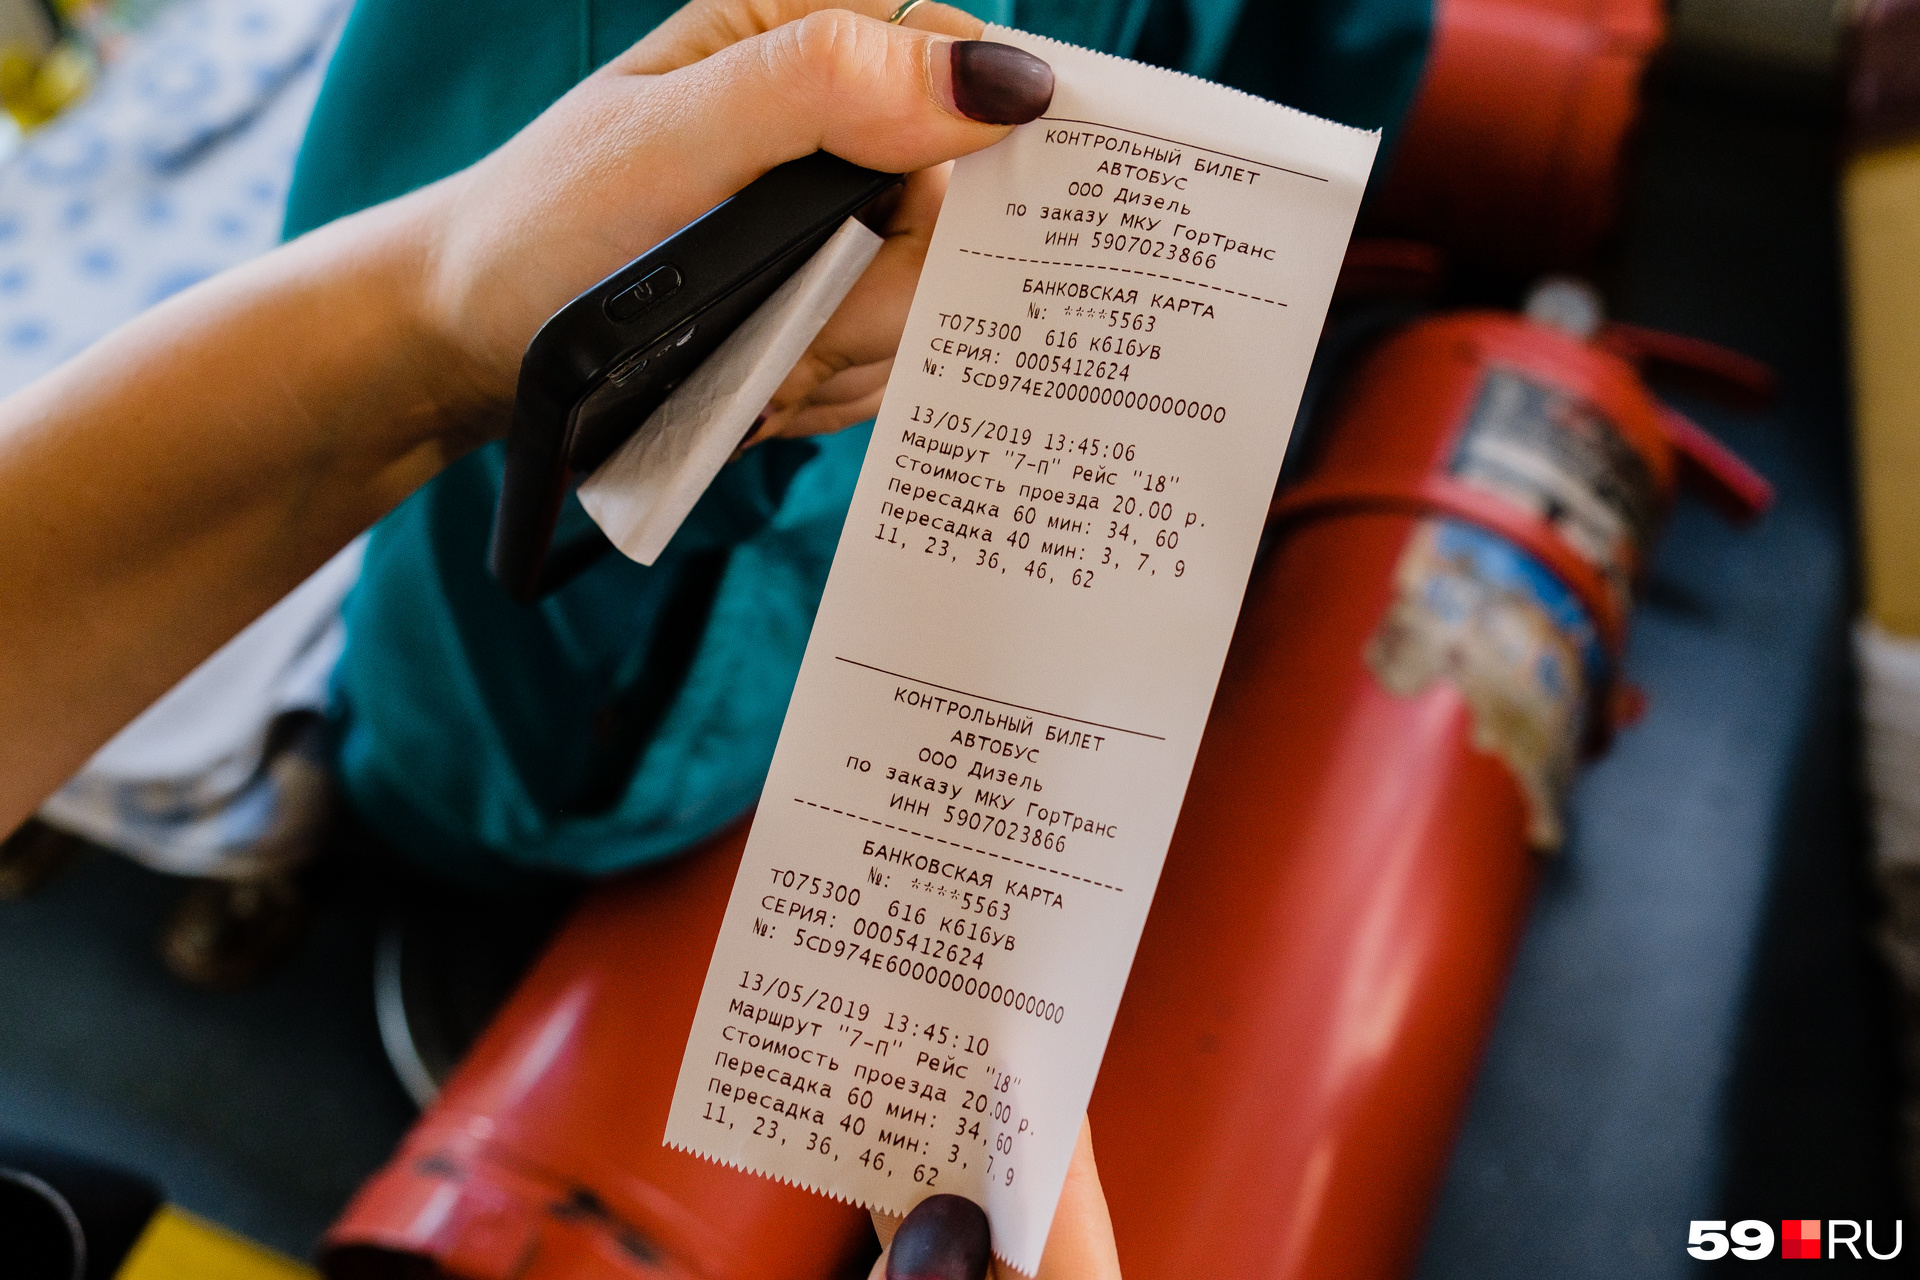 КОНТРОЛЬНЫЙ БИЛЕТ
АВТОБУС
ООО Дизель
по заказу МКУ ГорТранс
ИНН 5907023866
БАНКОВСКАЯ КАРТА
№: ****5563
Т075300 616 К616УВ
СЕРИЯ: 0005412624
№: 5CD974E20000000000000
13/05/2019 13:45:06
Маршрут "7-П" Рейс "18"
Стоимость проезда 20.00 р.
Пересадка 60 мин: 34, 60
Пересадка 40 мин: 3, 7, 9
11, 23, 36, 46, 62
КОНТРОЛЬНЫЙ БИЛЕТ
АВТОБУС
ООО Дизель
по заказу МКУ ГорТранс
ИНН 5907023866
БАНКОВСКАЯ КАРТА
№: ****5563
Т075300 616 К616УВ
СЕРИЯ: 0005412624
№: 5CD974E60000000000000
13/05/2019 13:45:10
Маршрут "7-П" Рейс "18"
Стоимость проезда 20.00 р.
Пересадка 60 мин: 34, 60
Пересадка 40 мин: 3, 7, 9
11, 23, 36, 46, 62
59.RU